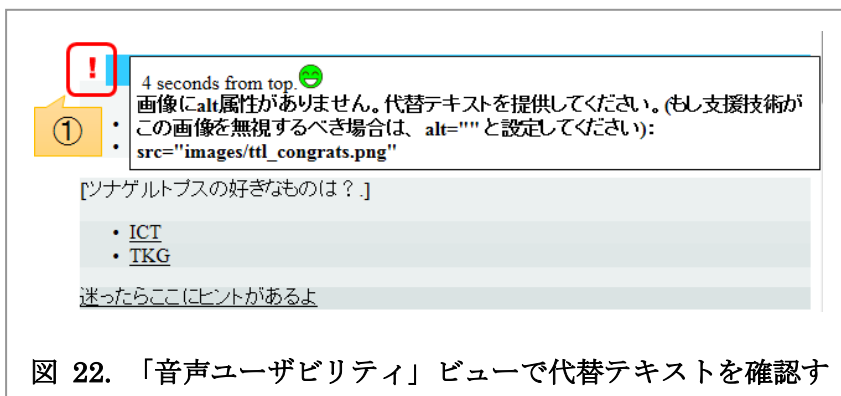 !
4 seconds from top.
画像にalt属性がありません。代替テキストを提供してください。(もし支援技術が
この画像を無視するべき場合は、alt=""と設定してください):
src="images/ttl_congrats.png"
①
[ツナゲルトプスの好きなものは？.]
• ICT
• TKG
迷ったらここにヒントがあるよ
図 22. 「音声ユーザビリティ」ビューで代替テキストを確認す